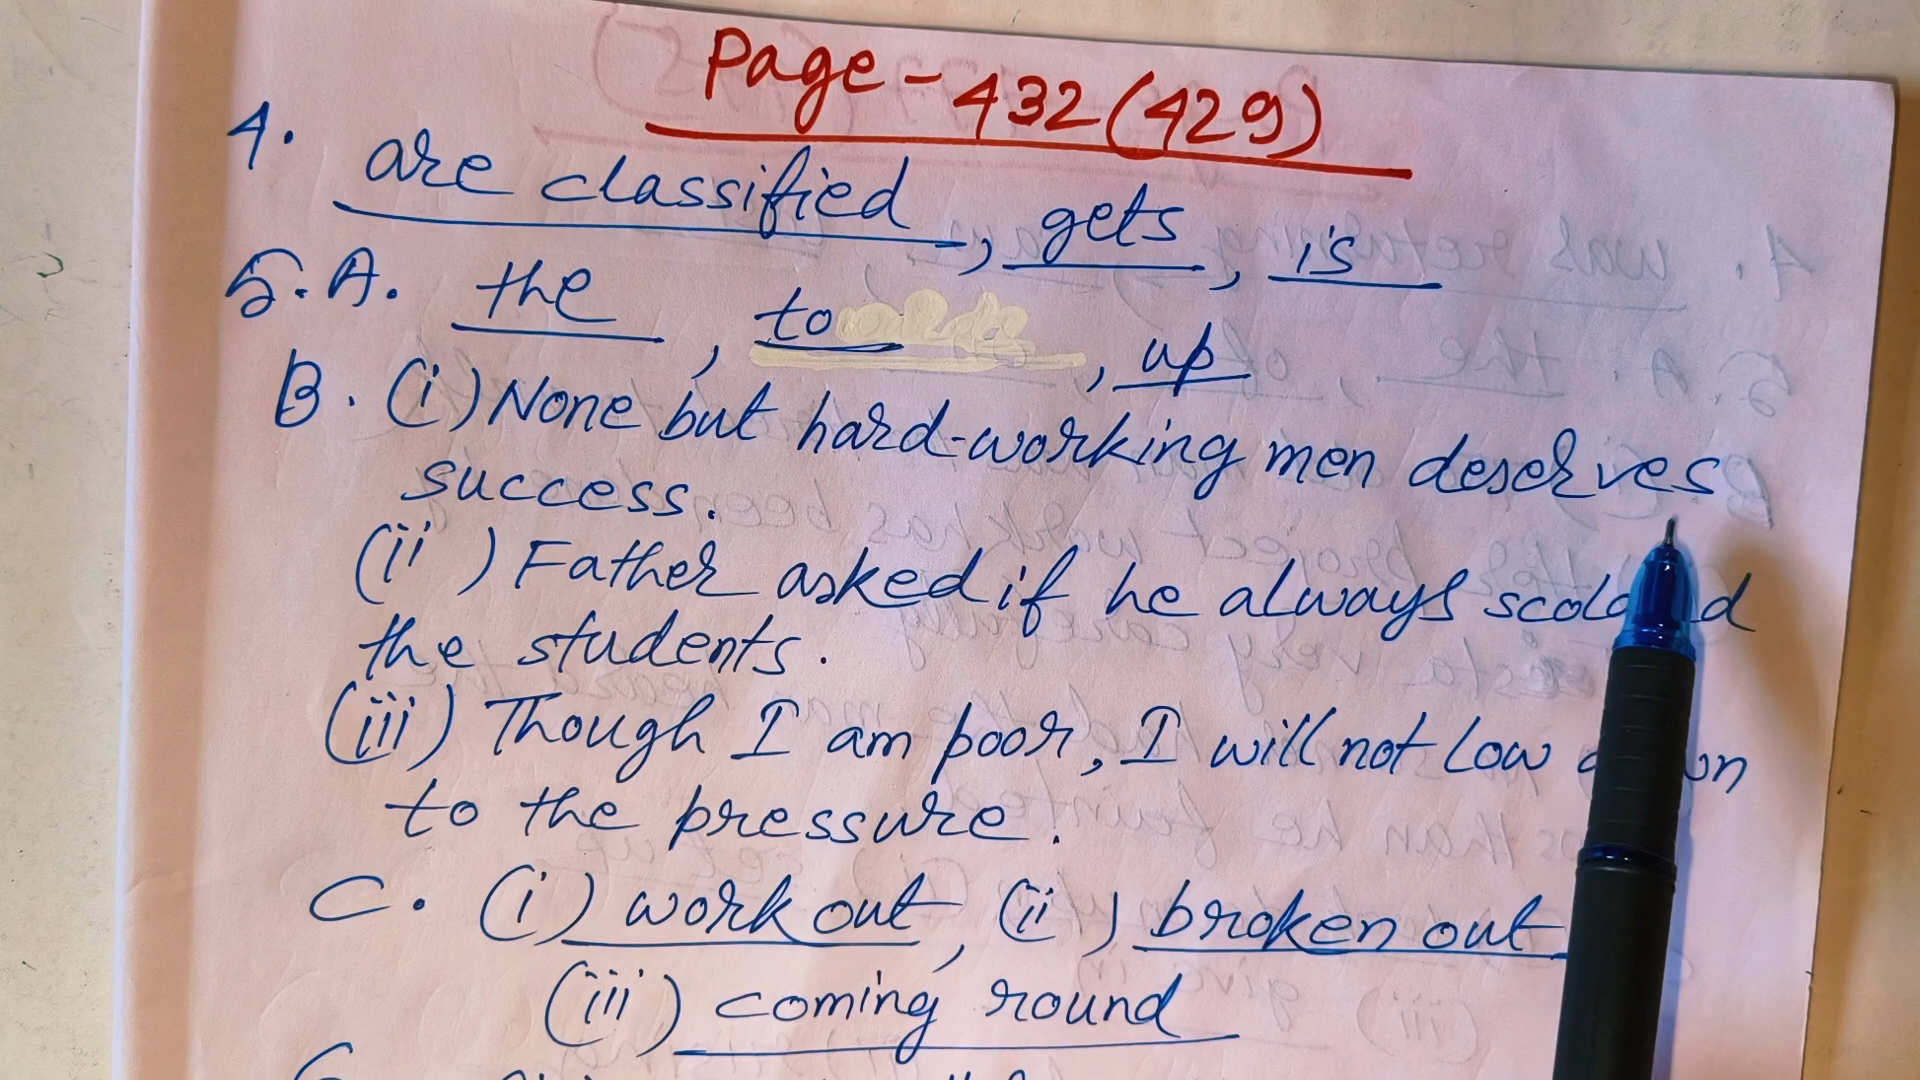 Page-432(429)
4. are classified, gets, is
5.A. the, to, up
B. (i) None but hard-working men deserves
success.
(ii) Father asked if he always
the students.
(iii) Though I am poor, I will not low
to the pressure.
C. (i) work out, (ii) broken out
(iii) coming round